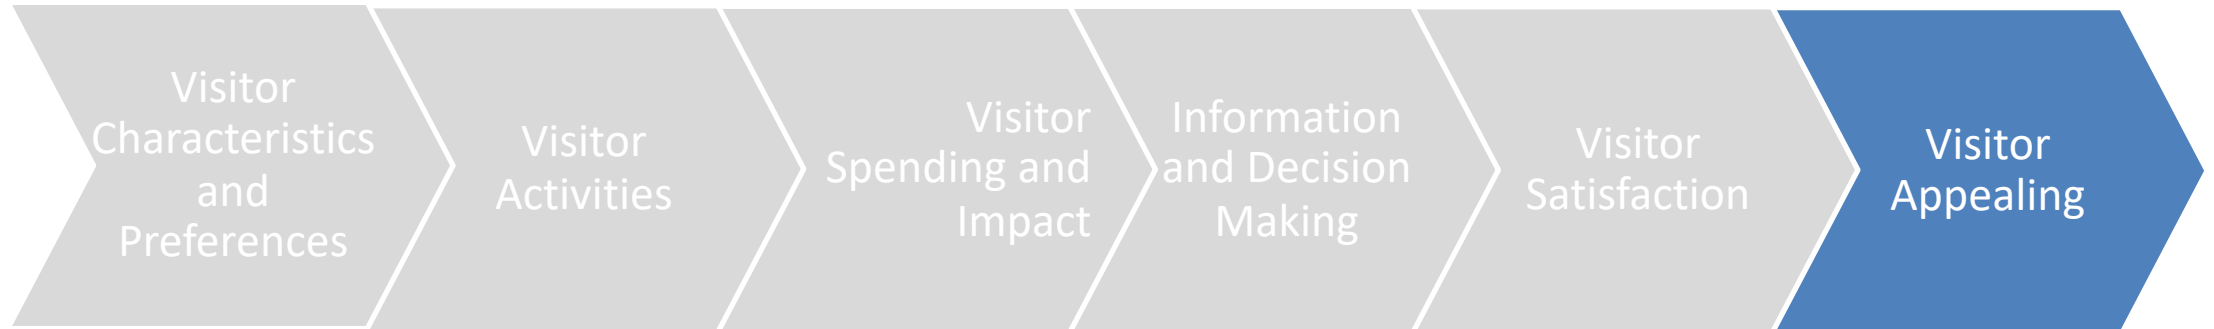 Visitor
Characteristics
and
Preferences
Visitor
Activities
Visitor
Spending and
Impact
Information
and Decision
Making
Visitor
Satisfaction
Visitor
Appealing